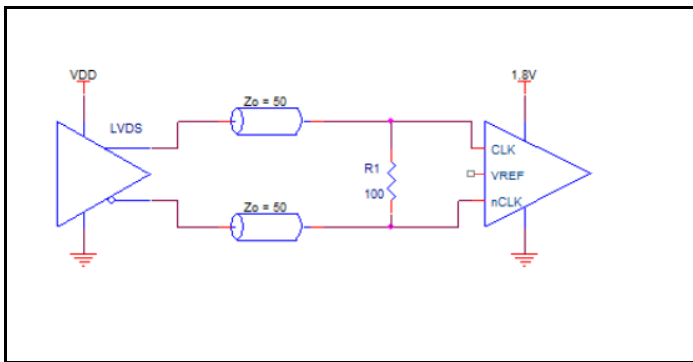 VDD
1.8V
Zo = 50
LVDS
CLK
R1
VREF
100
nCLK
Zo = 50